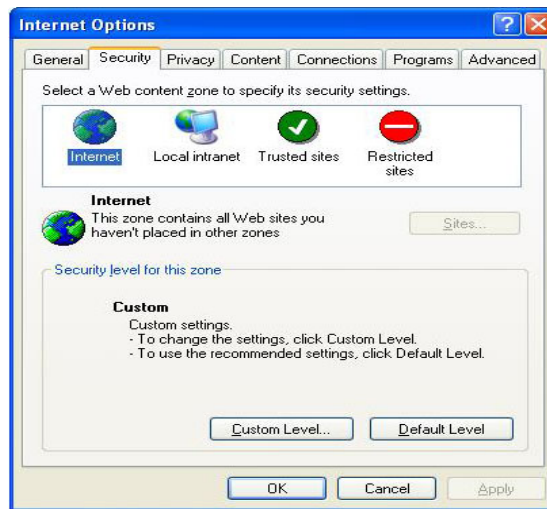 Internet Options
General Security Privacy Content Connections Programs Advanced
Select a Web content zone to specify its security settings.
Internet Local intranet Trusted sites Restricted
sites
Internet
This zone contains all Web sites you
haven't placed in other zones
Sites...
Security level for this zone
Custom
Custom settings.
- To change the settings, click Custom Level.
- To use the recommended settings, click Default Level.
Custom Level... Default Level
OK Cancel Apply